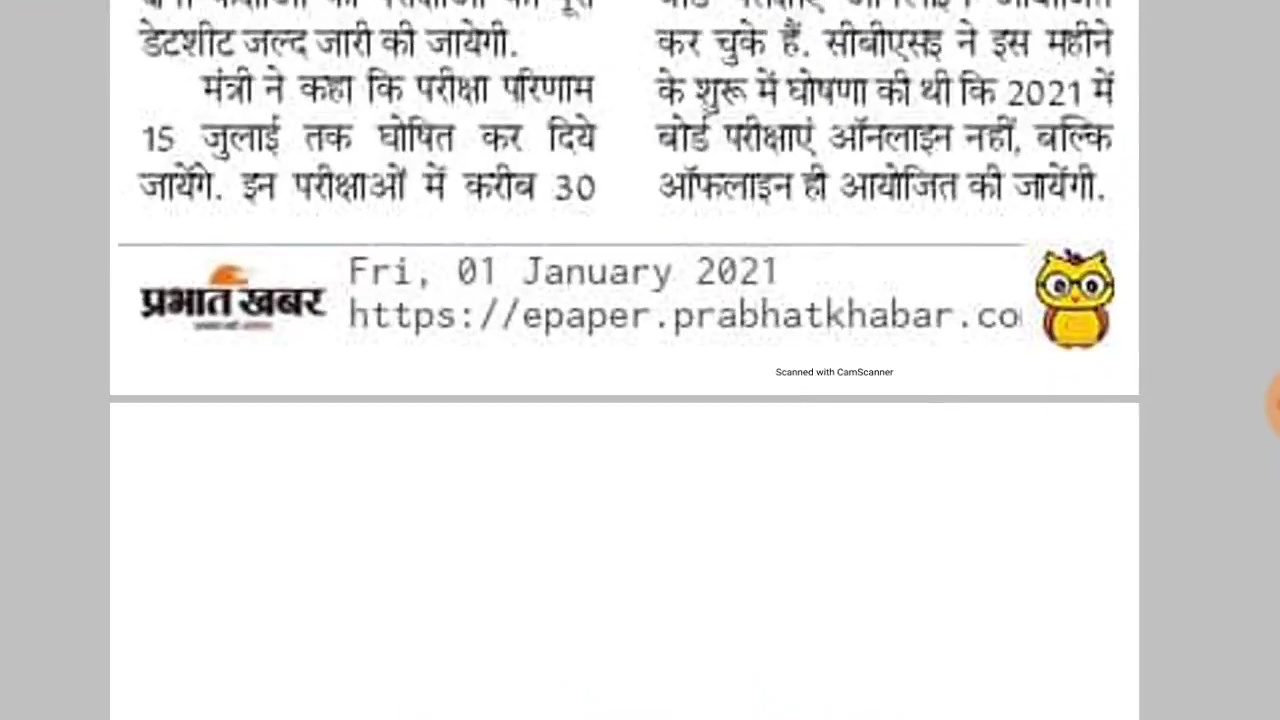 डेटशीट जल्द जारी की जायेगी.
मंत्री ने कहा कि परीक्षा परिणाम
15 जुलाई तक घोषित कर दिये
जायेंगे. इन परीक्षाओं में करीब 30
कर चुके हैं. सीबीएसइ ने इस महीने
के शुरू में घोषणा की थी कि 2021 में
बोर्ड परीक्षाएं ऑनलाइन नहीं, बल्कि
ऑफलाइन ही आयोजित की जायेंगी.
प्रभात खबर
Fri, 01 January 2021
https://epaper.prabhatkhabar.co
Scanned with CamScanner